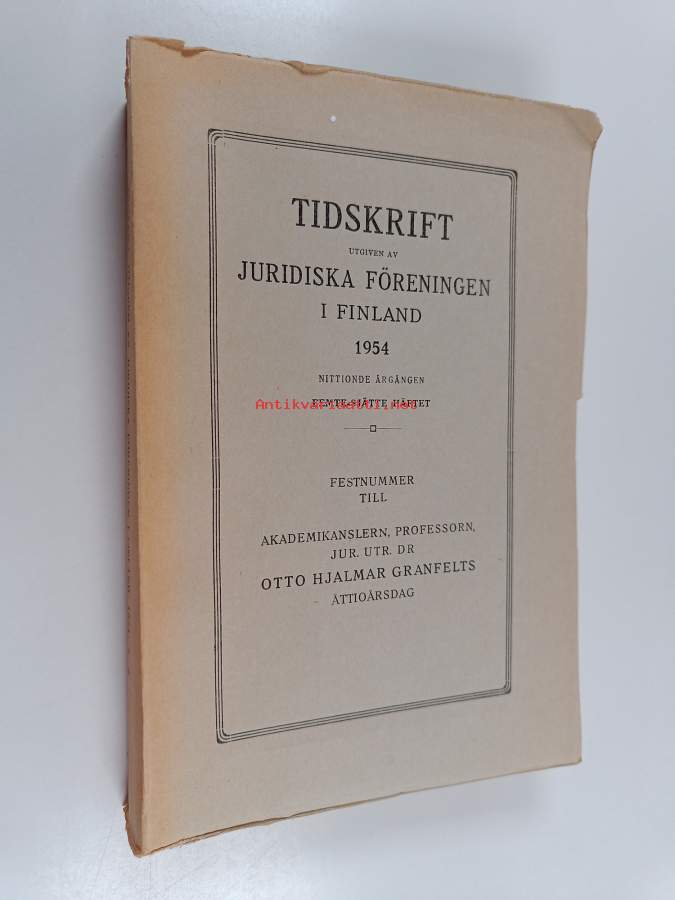 TIDSKRIFT
UTGIVEN AV
JURIDISKA FÖRENINGEN
I FINLAND
1954
NITTIONDE ÅRGÅNGEN
FEMTE-SJÄTTE HÄFTET
Antikvariaatti.net
FESTNUMMER
TILL
AKADEMIKANSLERN, PROFESSORN,
JUR. UTR. DR
OTTO HJALMAR GRANFELTS
ÅTTIOÅRSDAG